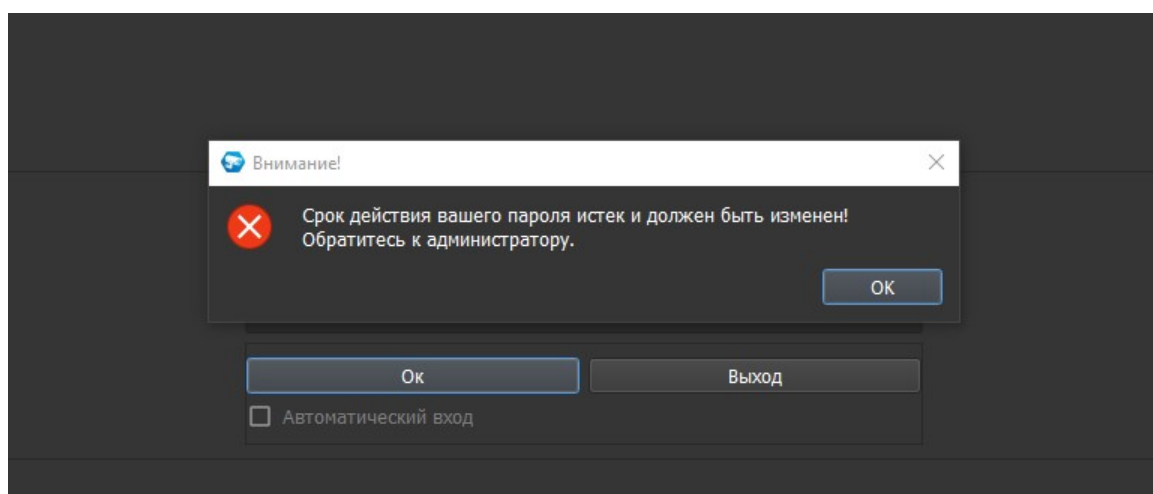 Внимание!
Срок действия вашего пароля истек и должен быть изменен!
Обратитесь к администратору.
OK
Ок
Выход
Автоматический вход